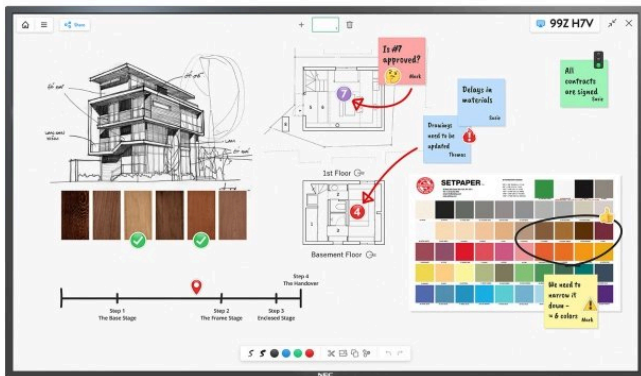 Share
99Z H7V
Is #7
approved?
Mark
7
All
contracts
are signed
Delays in
materials
Drawings
need to be
updated
Thomas
1st Floor
4
Basement Floor
SETPAPER
We need to
narrow it
down -
≈ 6 colors
Mark
Step 4
The Handover
Step 1
The Base Stage
Step 2
The Frame Stage
Step 3
Enclosed Stage
NEC